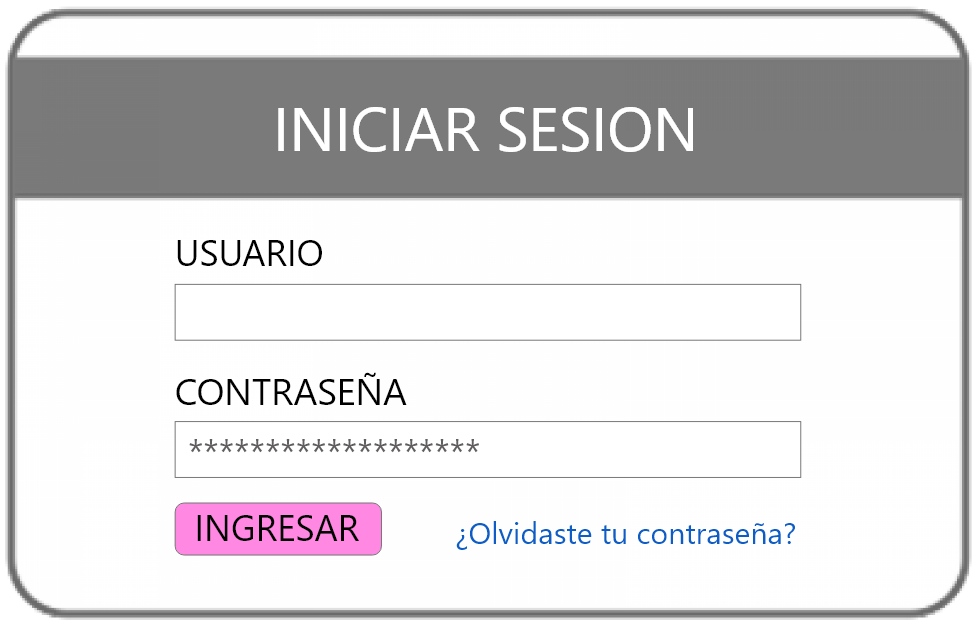 INICIAR SESION
USUARIO
CONTRASEÑA
*******************
INGRESAR
¿Olvidaste tu contraseña?